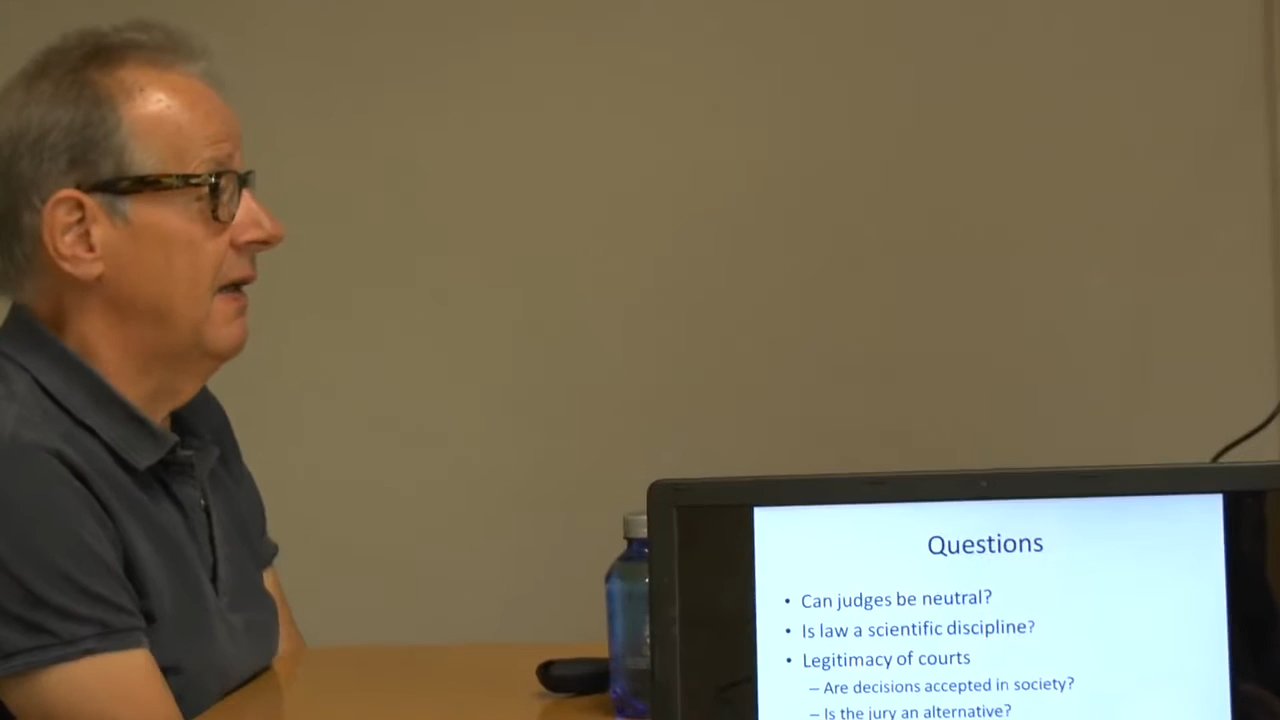 Questions
• Can judges be neutral?
• Is law a scientific discipline?
• Legitimacy of courts
– Are decisions accepted in society?
– Is the jury an alternative?